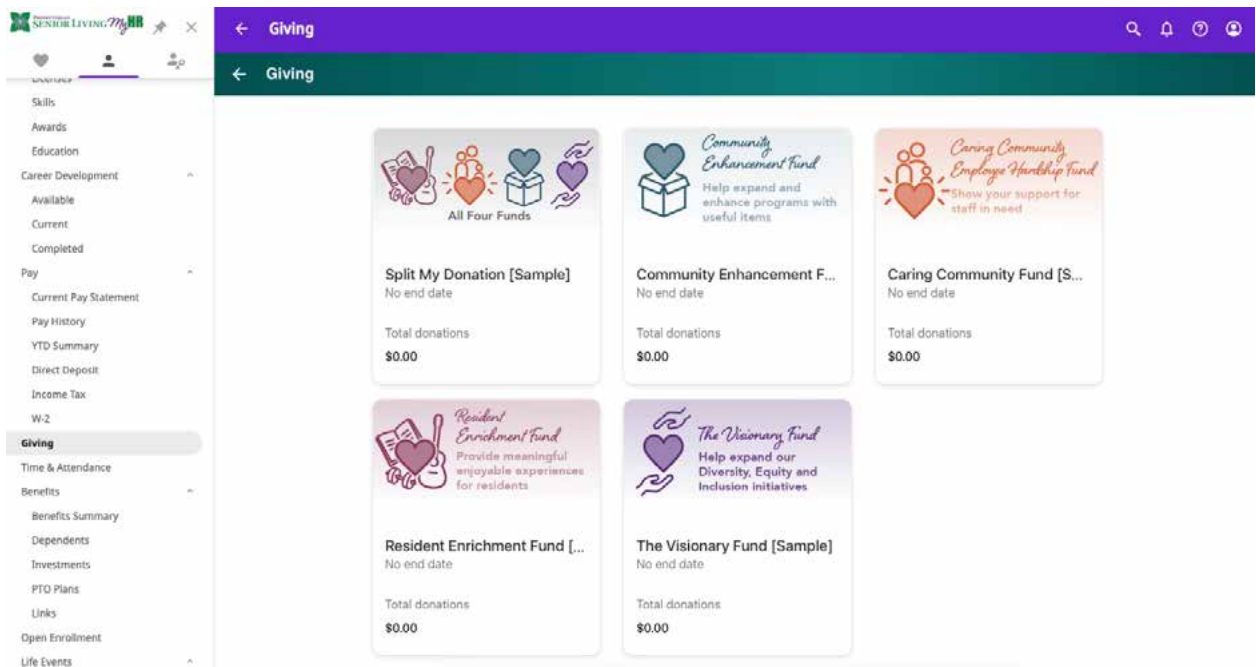 PRESBYTERIAN
SENIOR LIVING MyHR
Licenses
Skills
Awards
Education
Career Development
Available
Current
Completed
Pay
Current Pay Statement
Pay History
YTD Summary
Direct Deposit
Income Tax
W-2
Giving
Time & Attendance
Benefits
Benefits Summary
Dependents
Investments
PTO Plans
Links
Open Enrollment
Life Events
Giving
Giving
All Four Funds
Split My Donation [Sample]
No end date
Total donations
$0.00
Community
Enhancement Fund
Help expand and
enhance programs with
useful items
Community Enhancement F...
No end date
Total donations
$0.00
Caring Community
Employee Hardship Fund
Show your support for
staff in need
Caring Community Fund [S...
No end date
Total donations
$0.00
Resident
Enrichment Fund
Provide meaningful
enjoyable experiences
for residents
Resident Enrichment Fund [...
No end date
Total donations
$0.00
The Visionary Fund
Help expand our
Diversity, Equity and
Inclusion initiatives
The Visionary Fund [Sample]
No end date
Total donations
$0.00